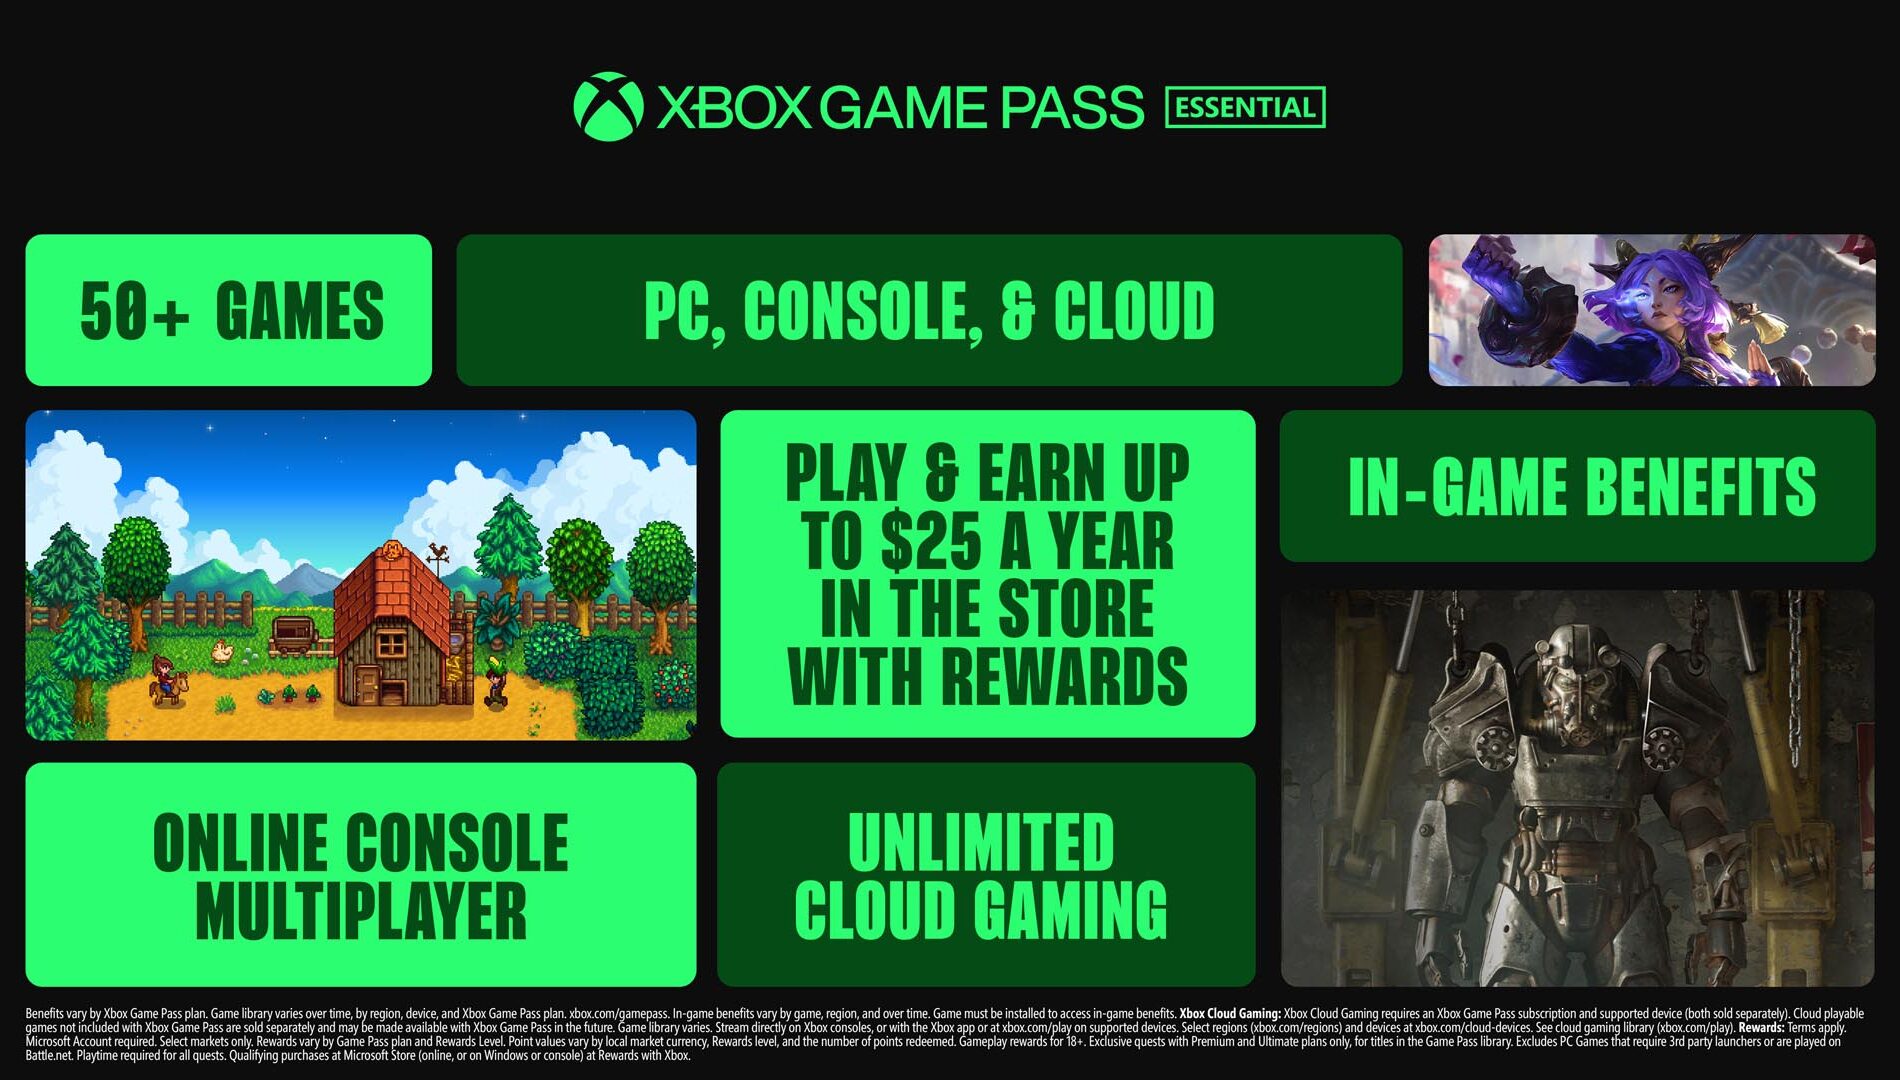 XBOX GAME PASS ESSENTIAL
50+ GAMES
PC, CONSOLE, & CLOUD
PLAY & EARN UP
TO $25 A YEAR
IN THE STORE
WITH REWARDS
IN-GAME BENEFITS
ONLINE CONSOLE
MULTIPLAYER
UNLIMITED
CLOUD GAMING
Benefits vary by Xbox Game Pass plan. Game library varies over time, by region, device, and Xbox Game Pass plan. xbox.com/gamepass. In-game benefits vary by game, region, and over time. Game must be installed to access in-game benefits. Xbox Cloud Gaming: Xbox Cloud Gaming requires an Xbox Game Pass subscription and supported device (both sold separately). Cloud playable
games not included with Xbox Game Pass are sold separately and may be made available with Xbox Game Pass in the future. Game library varies. Stream directly on Xbox consoles, or with the Xbox app or at xbox.com/play on supported devices. Select regions (xbox.com/regions) and devices at xbox.com/cloud-devices. See cloud gaming library (xbox.com/play). Rewards: Terms apply.
Microsoft Account required. Select markets only. Rewards vary by Game Pass plan and Rewards Level. Point values vary by local market currency, Rewards level, and the number of points redeemed. Gameplay rewards for 18+. Exclusive quests with Premium and Ultimate plans only, for titles in the Game Pass library. Excludes PC Games that require 3rd party launchers or are played on
Battle.net. Playtime required for all quests. Qualifying purchases at Microsoft Store (online, or on Windows or console) at Rewards with Xbox.